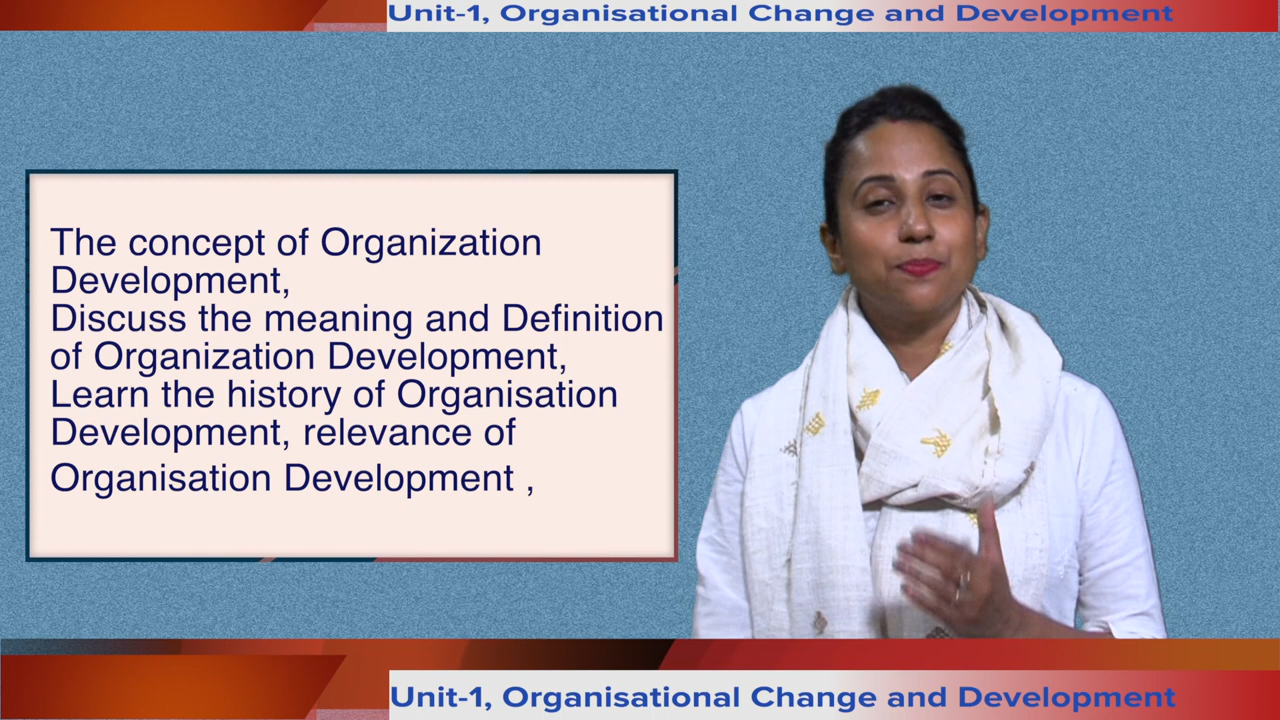 Unit-1, Organisational Change and Development
The concept of Organization
Development,
Discuss the meaning and Definition
of Organization Development,
Learn the history of Organisation
Development, relevance of
Organisation Development ,
Unit-1, Organisational Change and Development